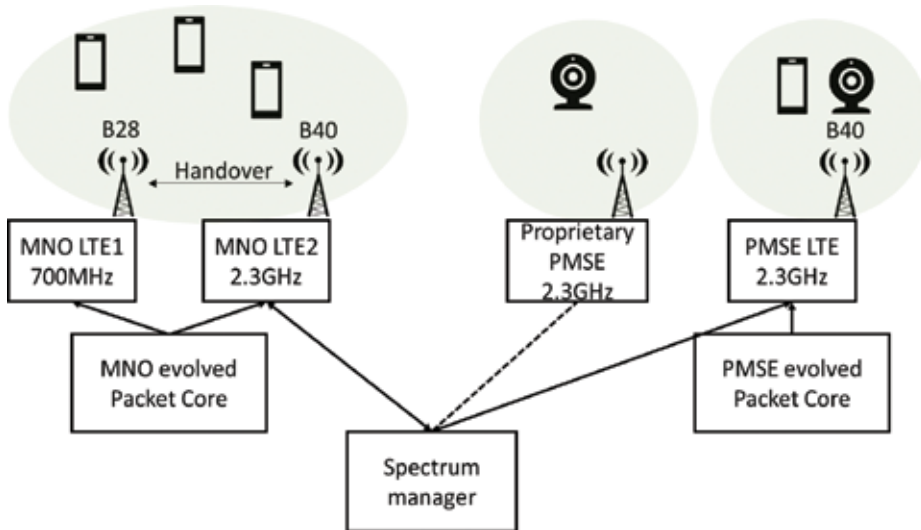 B28
B40
B40
Handover
MNO LTE1
700MHz
MNO LTE2
2.3GHz
Proprietary
PMSE
2.3GHz
PMSE LTE
2.3GHz
MNO evolved
Packet Core
PMSE evolved
Packet Core
Spectrum
manager